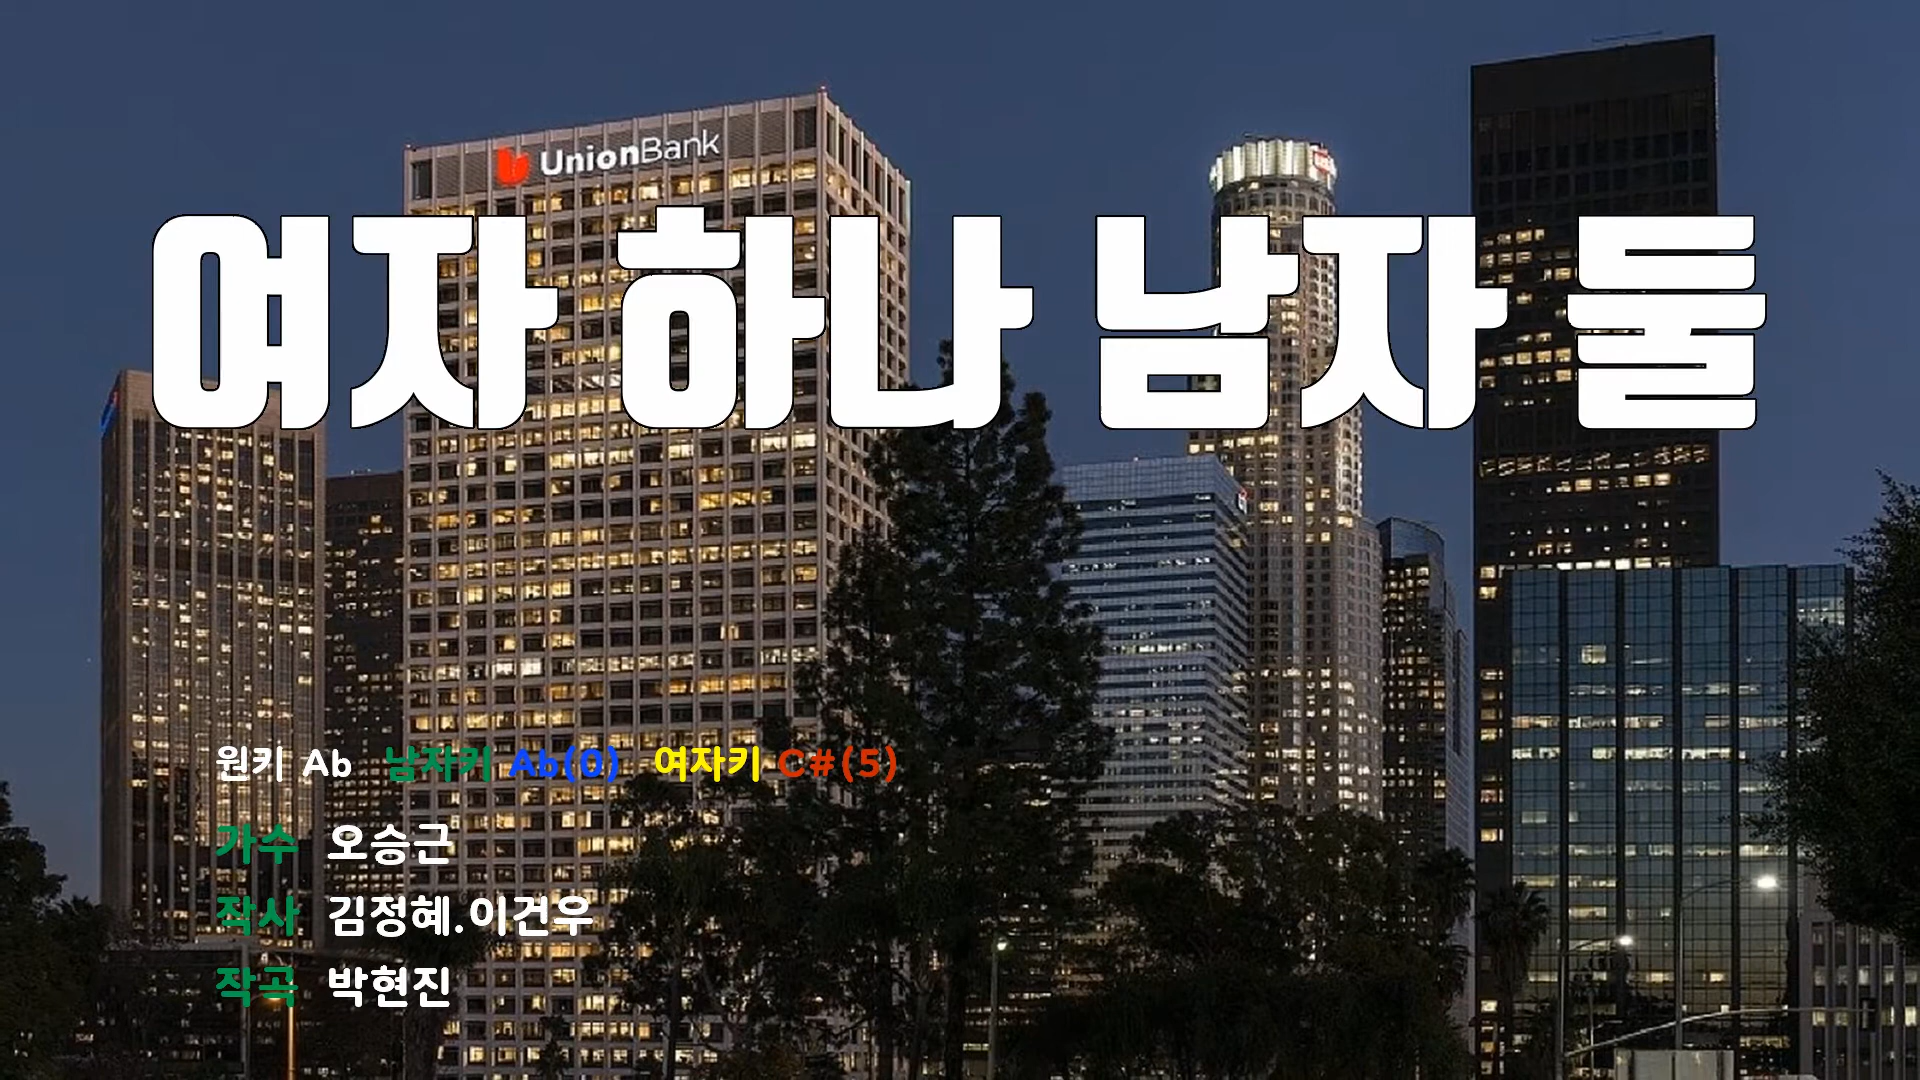 UnionBank
여자 하나 남자 둘
원키 Ab 남자키 Ab(0) 여자키 C#(5)
가수 오승근
작사 김정혜.이건우
작곡 박현진